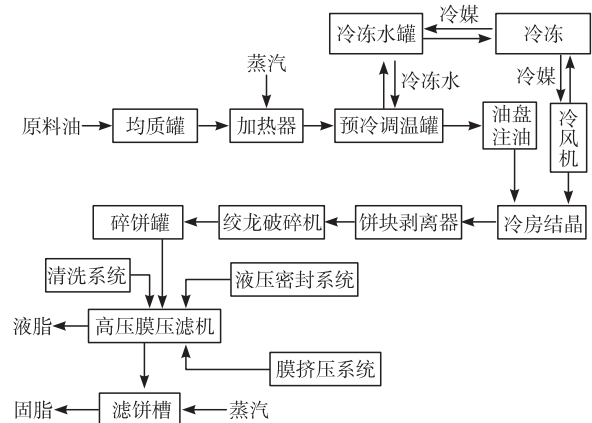 冷媒
冷冻水罐
冷冻
蒸汽
冷冻水
冷媒
原料油
均质罐
加热器
预冷调温罐
油盘
注油
冷
风
机
碎饼罐
绞龙破碎机
饼块剥离器
冷房结晶
清洗系统
液压密封系统
液脂
高压膜压滤机
膜挤压系统
固脂
滤饼槽
蒸汽